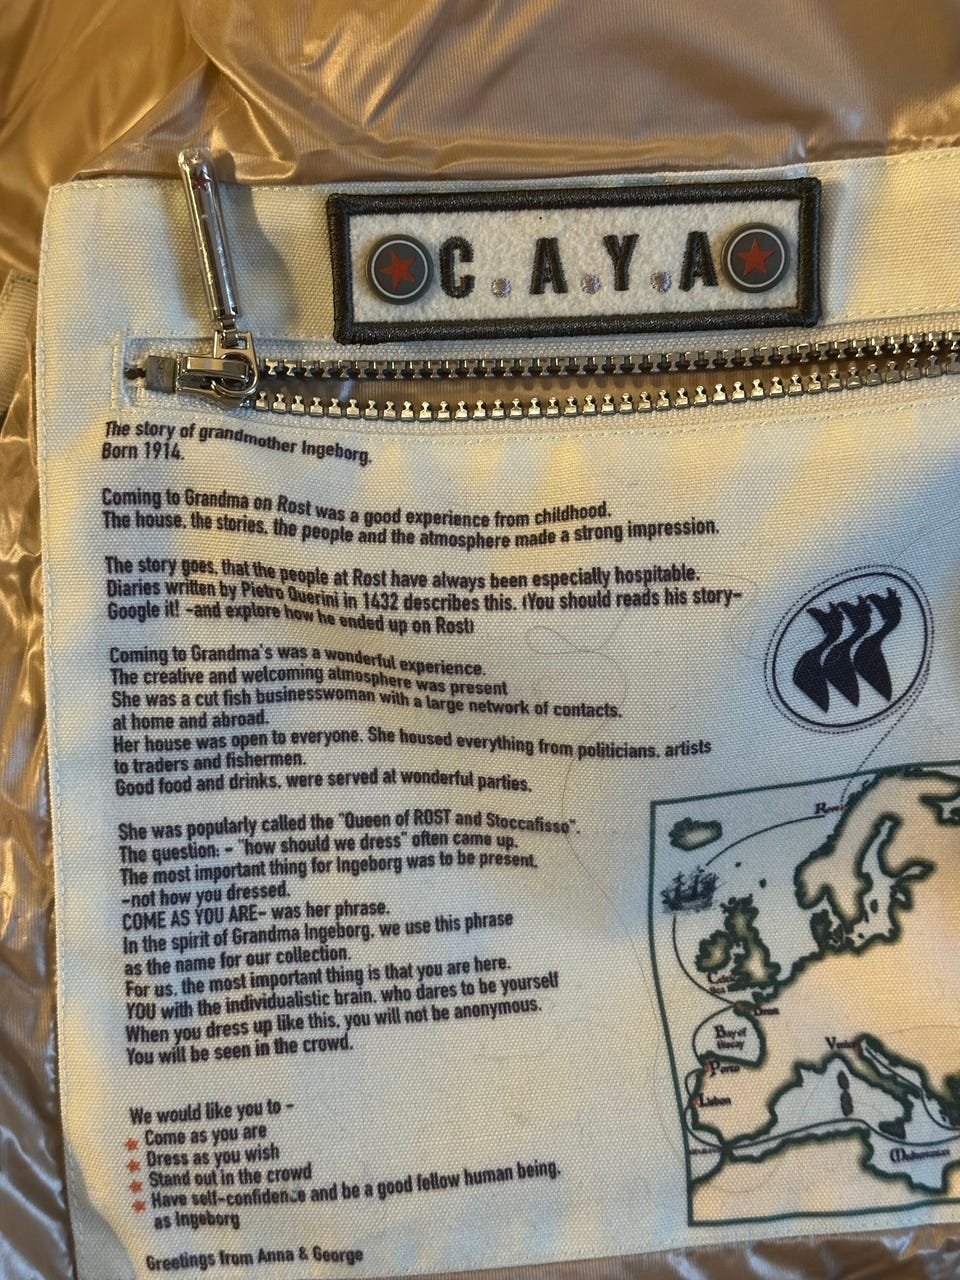 C.A.Y.A
The story of grandmother Ingeborg.
Born 1914.
Coming to Grandma on Rost was a good experience from childhood.
The house, the stories, the people and the atmosphere made a strong impression.
The story goes, that the people at Rost have always been especially hospitable.
Diaries written by Pietro Querini in 1432 describes this. (You should reads his story-
Google it! -and explore how he ended up on Rost)
Coming to Grandma's was a wonderful experience.
The creative and welcoming atmosphere was present
She was a cut fish businesswoman with a large network of contacts.
at home and abroad.
Her house was open to everyone. She housed everything from politicians, artists
to traders and fishermen.
Good food and drinks, were served at wonderful parties.
She was popularly called the "Queen of ROST and Stoccafisso".
The question: - "how should we dress" often came up.
The most important thing for Ingeborg was to be present,
-not how you dressed.
COME AS YOU ARE- was her phrase.
In the spirit of Grandma Ingeborg, we use this phrase
as the name for our collection.
For us, the most important thing is that you are here.
YOU with the individualistic brain, who dares to be yourself
When you dress up like this, you will not be anonymous.
You will be seen in the crowd.
We would like you to -
Come as you are
Dress as you wish
Stand out in the crowd
Have self-confidence and be a good fellow human being.
as Ingeborg
Greetings from Anna & George
Bay of
Biscay
Porto
Lisbon